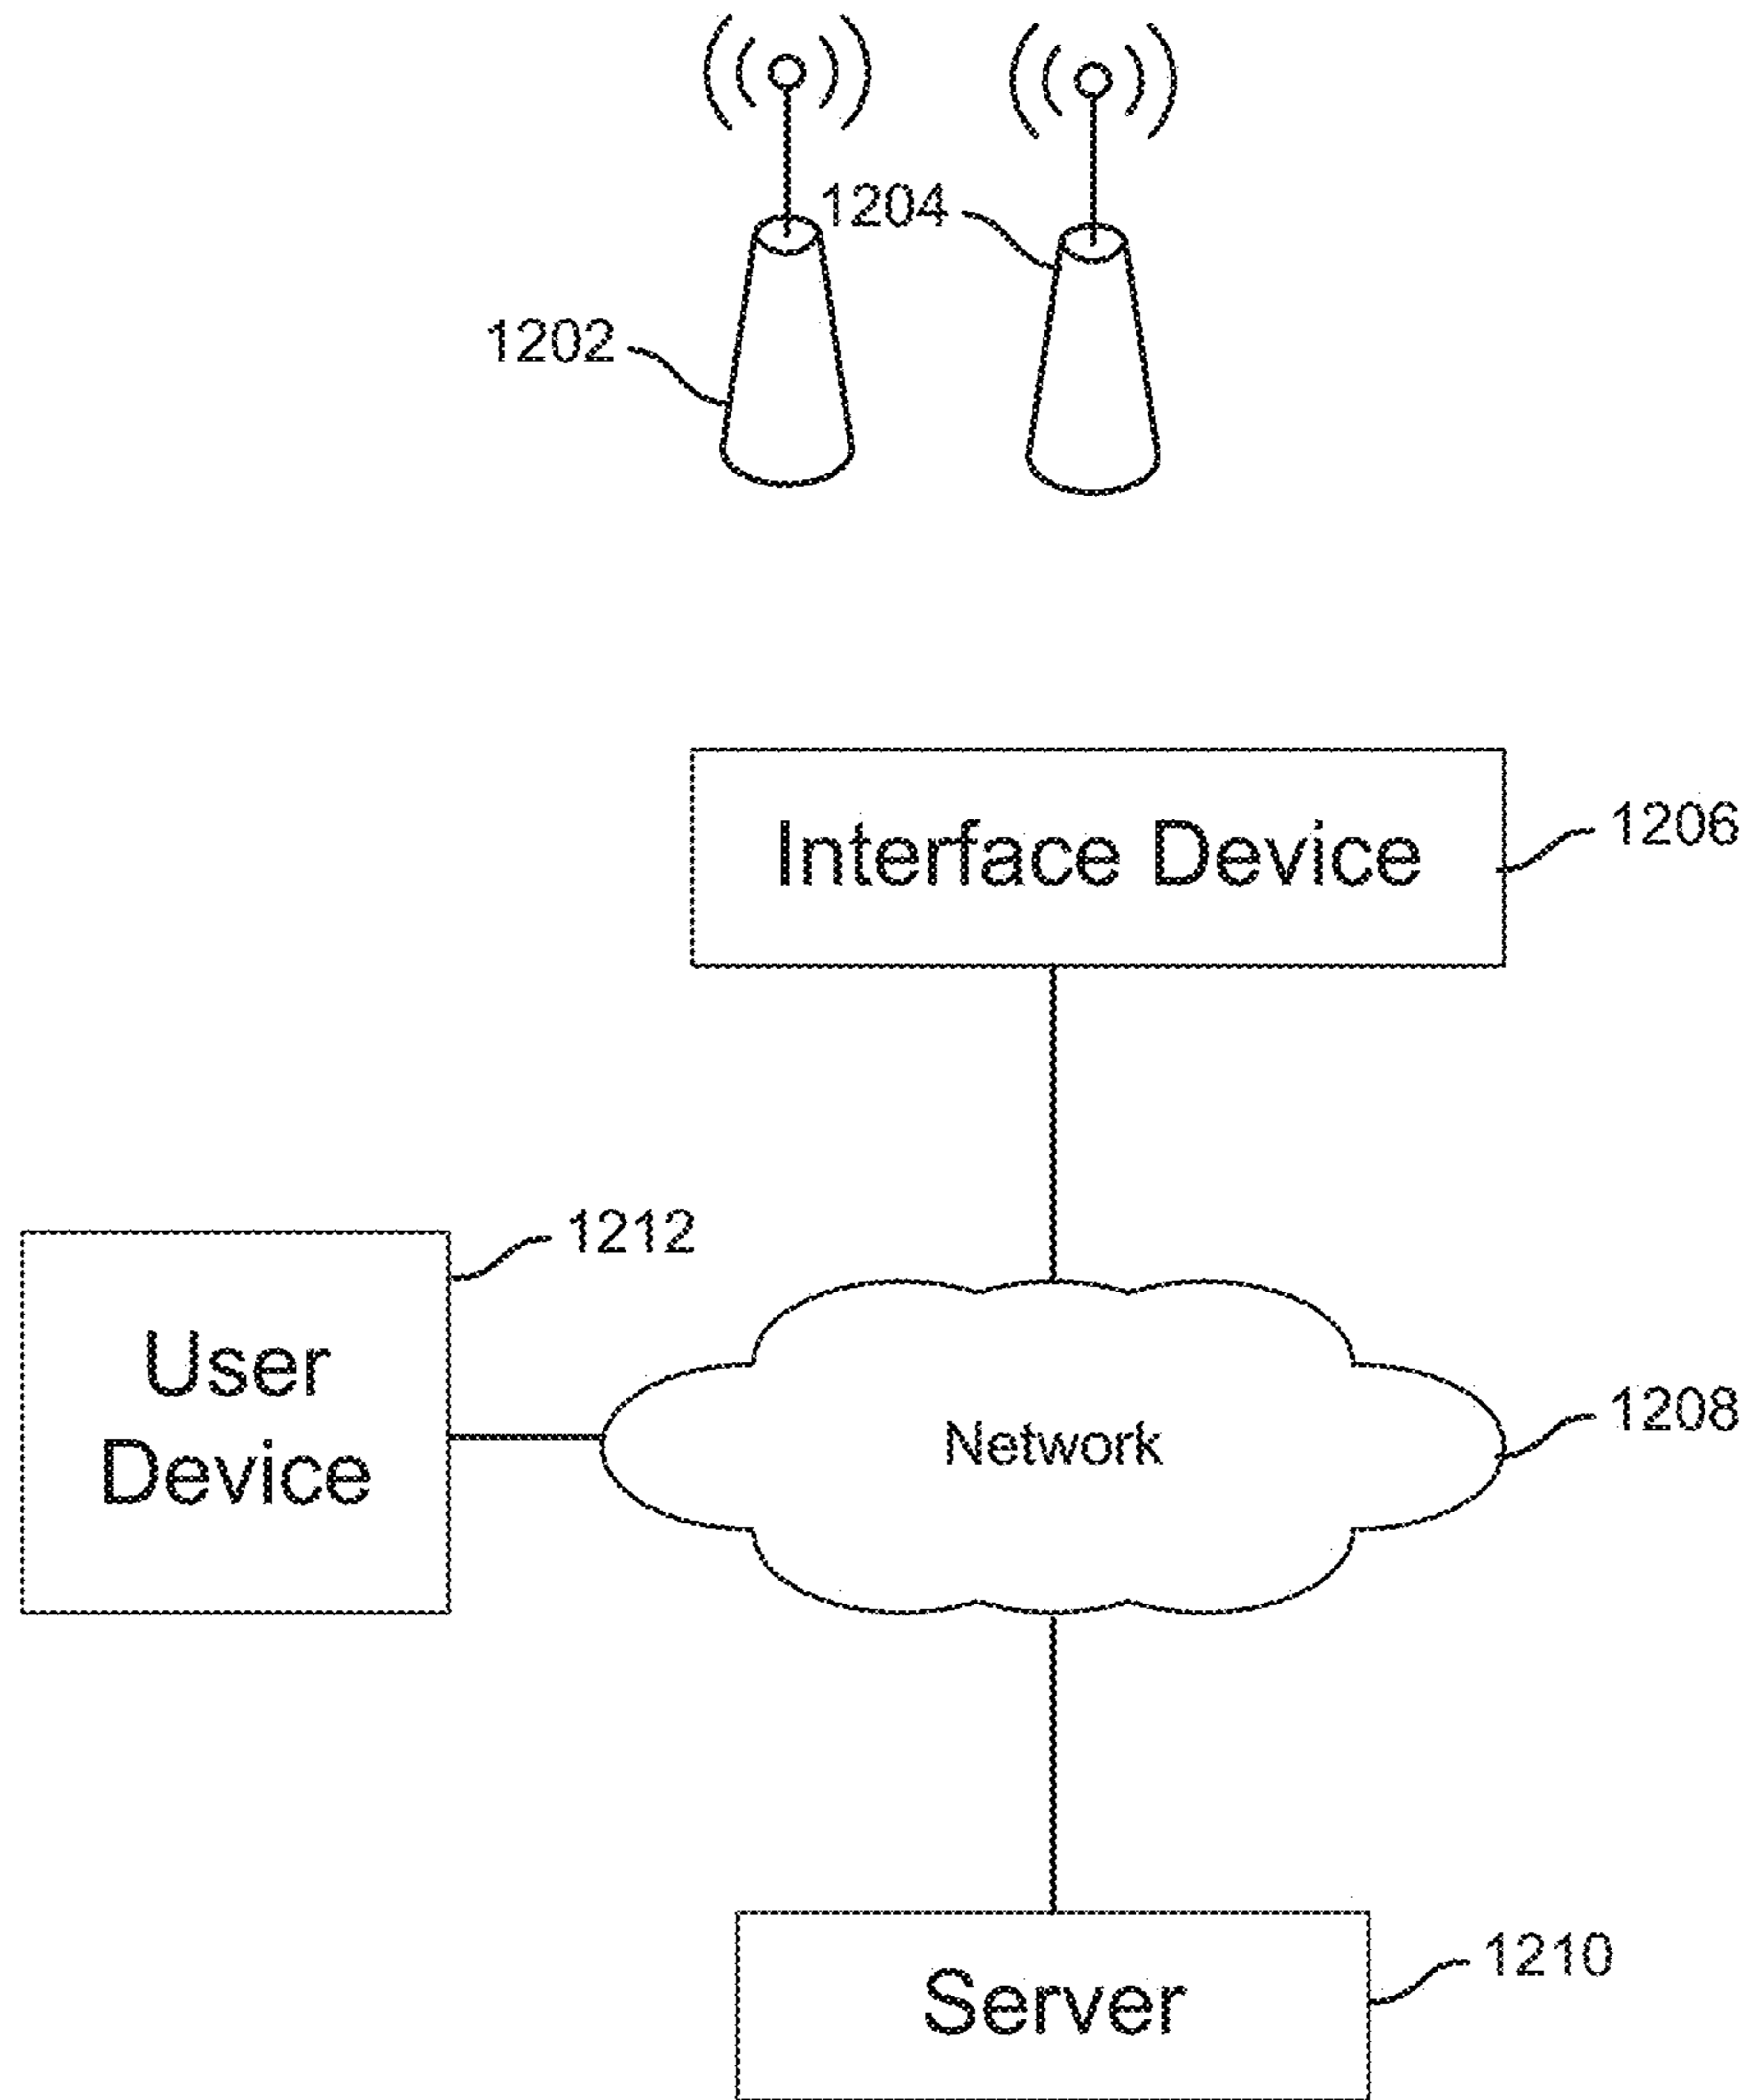 1204
1202
Interface Device
1206
1212
User
Device
Network
1208
Server
1210